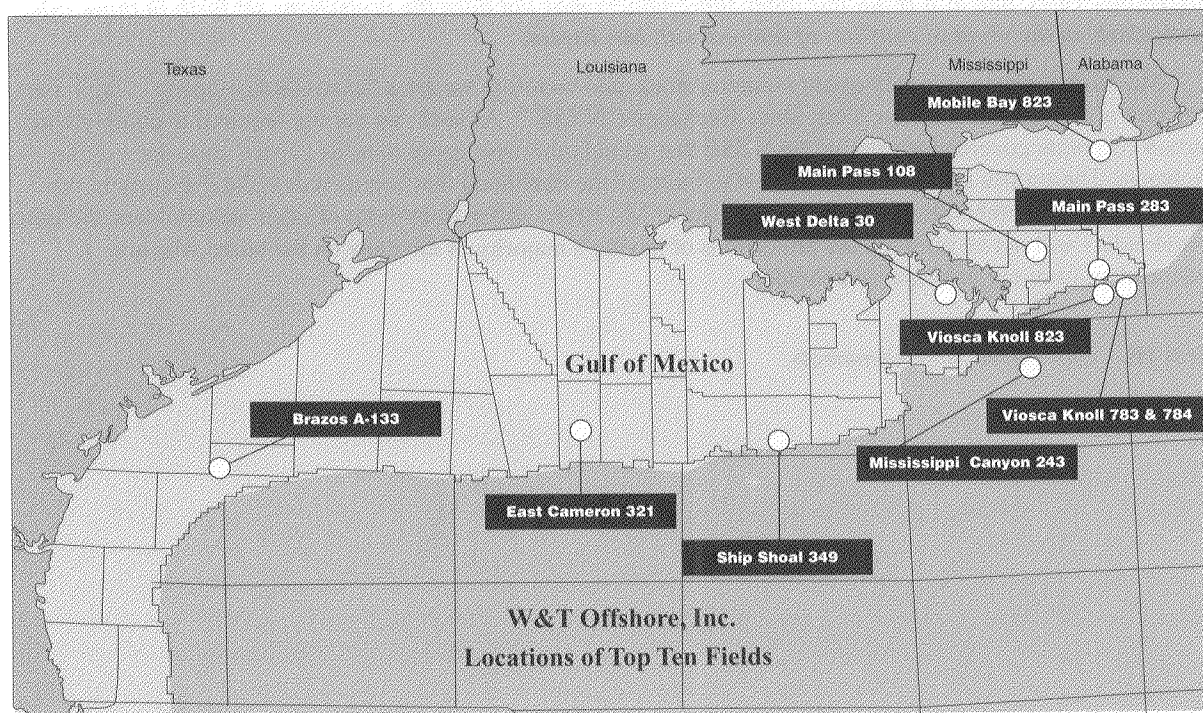 Texas
Louisiana
Mississippi
Alabama
Mobile Bay 823
Main Pass 108
Main Pass 283
West Delta 30
Viosca Knoll 823
Gulf of Mexico
Viosca Knoll 783 & 784
Brazos A-133
Mississippi Canyon 243
East Cameron 321
Ship Shoal 349
W&T Offshore, Inc.
Locations of Top Ten Fields